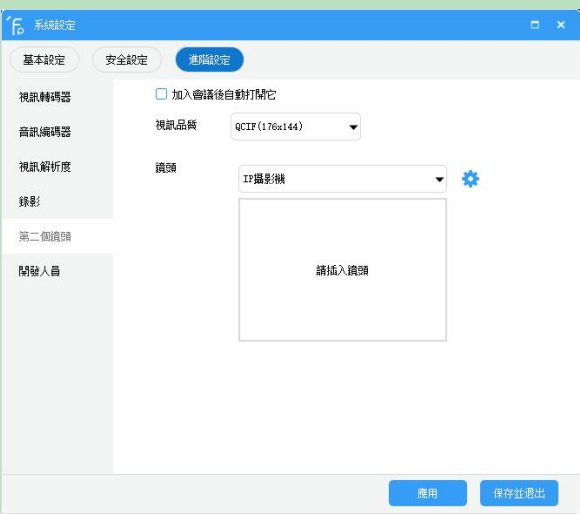 系統設定
基本設定
安全設定
進階設定
視訊轉碼器
音訊編碼器
視訊解析度
錄影
第二個鏡頭
開發人員
加入會議後自動打開它
視訊品質
QCIF(176x144)
鏡頭
IP攝影機
請插入鏡頭
應用
保存並退出